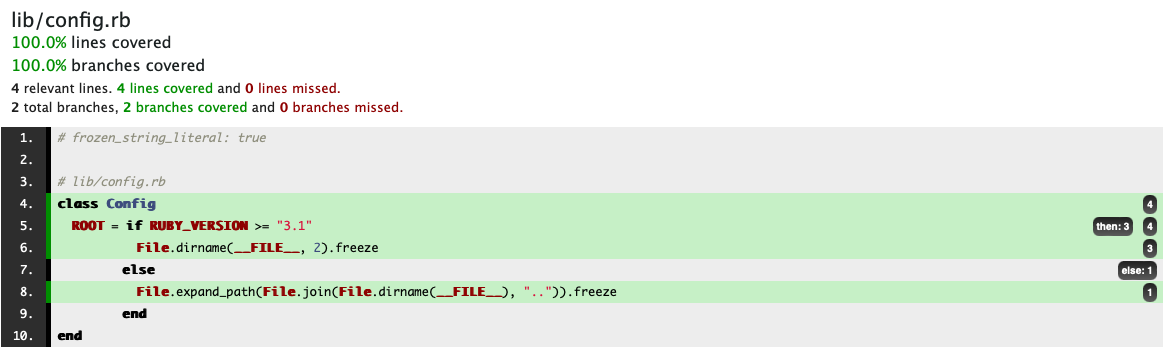 lib/config.rb
100.0% lines covered
100.0% branches covered
4 relevant lines. 4 lines covered and 0 lines missed.
2 total branches, 2 branches covered and 0 branches missed.
1. # frozen_string_literal: true
2.
3. # lib/config.rb
4. class Config 4
5. ROOT = if RUBY_VERSION >= "3.1" then: 3 4
6. File.dirname(__FILE__, 2).freeze 3
7. else else: 1
8. File.expand_path(File.join(File.dirname(__FILE__), "..")).freeze 1
9. end
10. end